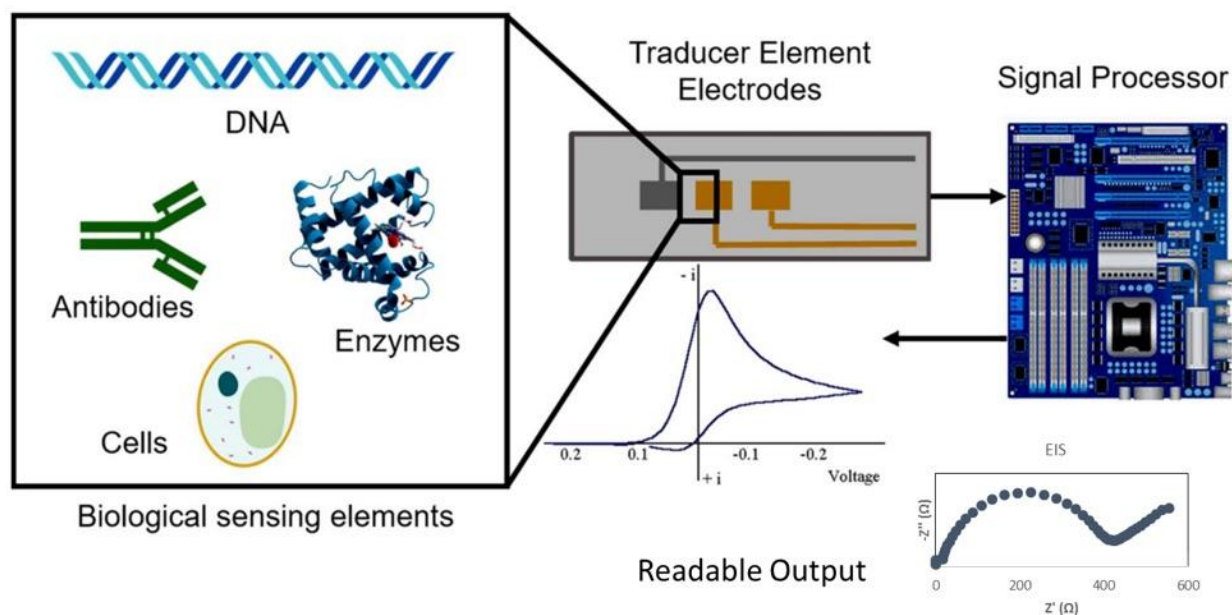 DNA
Antibodies
Enzymes
Cells
Biological sensing elements
Traducer Element
Electrodes
Signal Processor
- i
0.2
0.1
-0.1
-0.2
Voltage
+ i
EIS
-Z'' (Ω)
0
200
400
600
Z' (Ω)
Readable Output